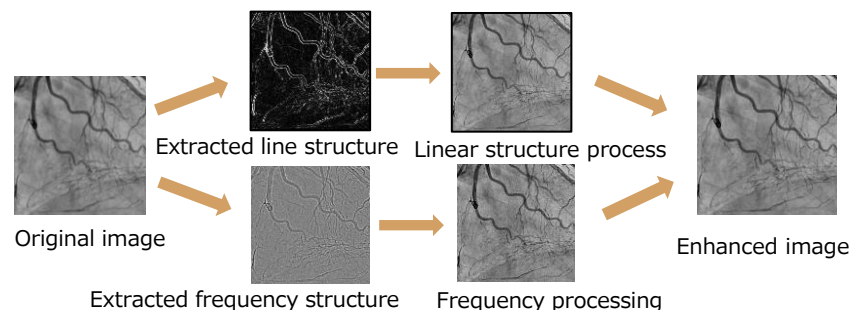 Extracted line structure
Linear structure process
Original image
Enhanced image
Extracted frequency structure
Frequency processing